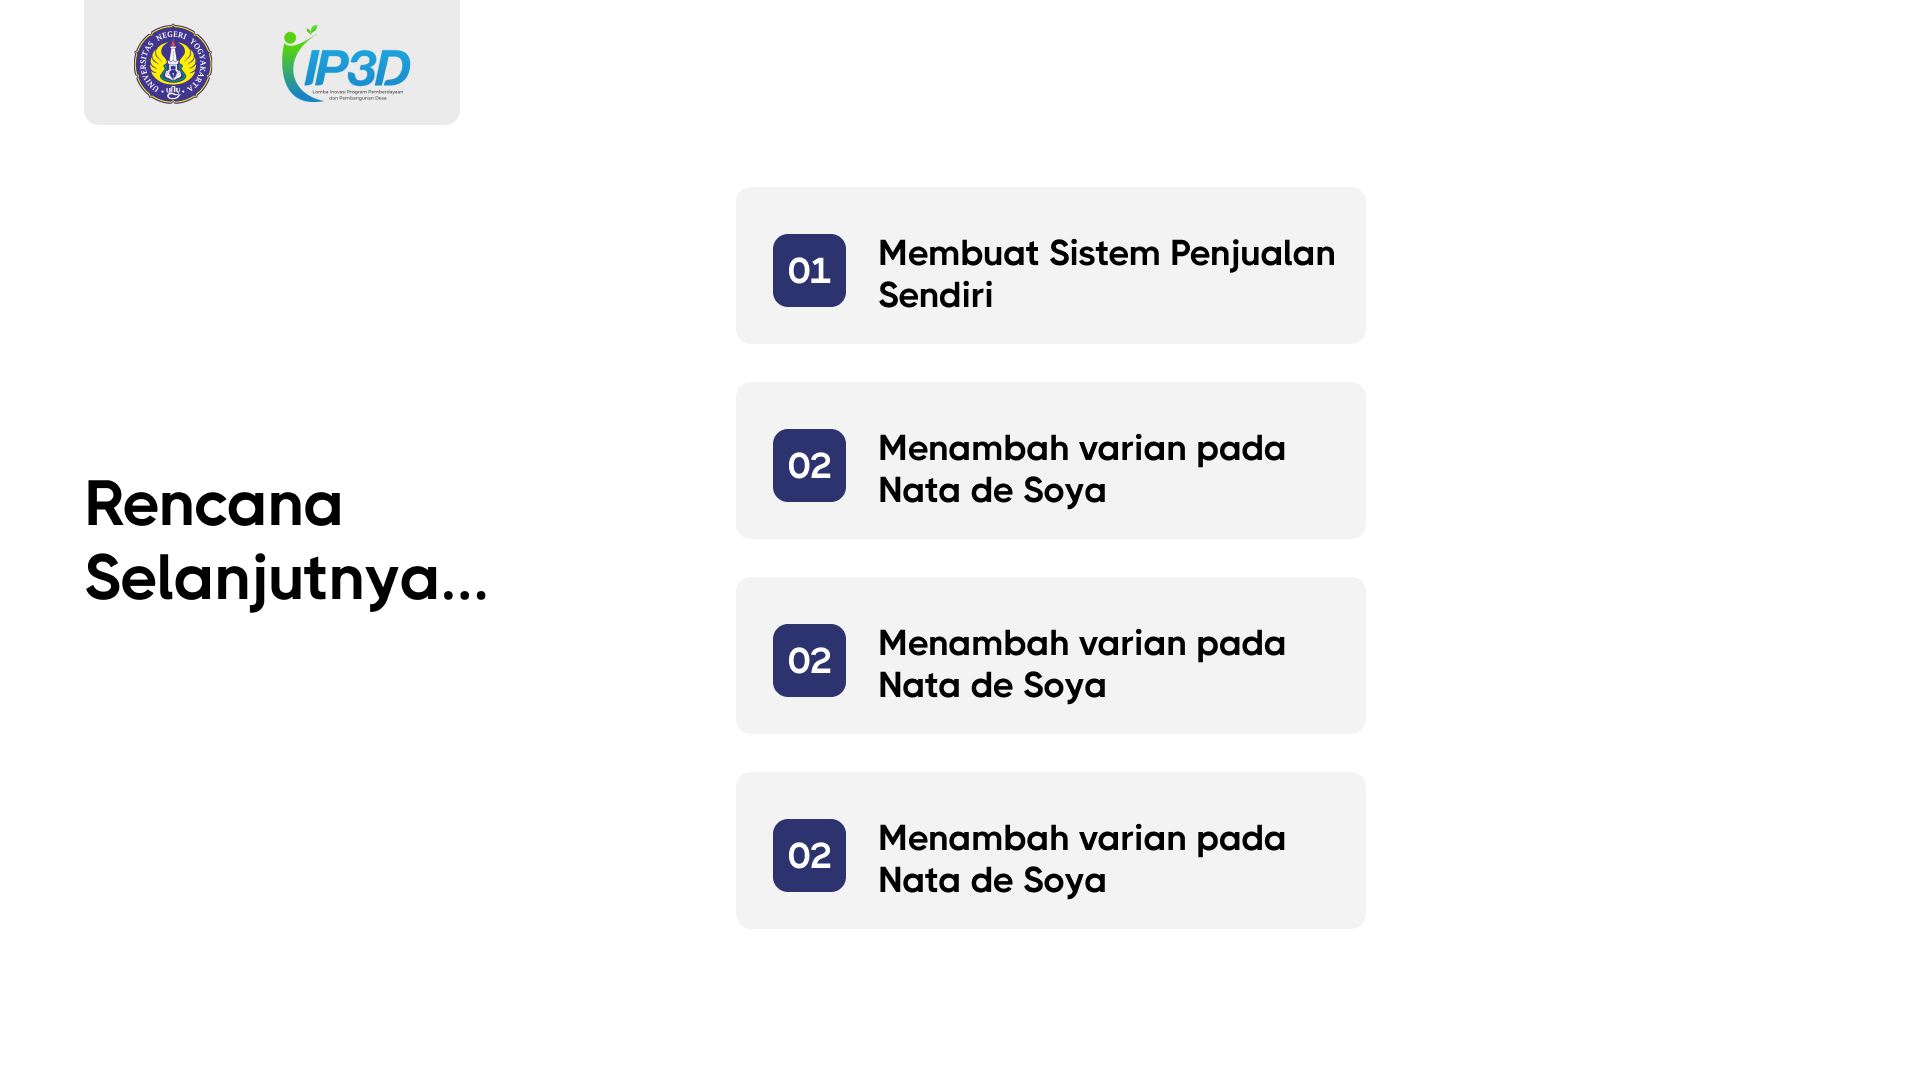 UNIVERSITAS NEGERI YOGYAKARTA
IP3D
Lomba Inovasi Program Pemberdayaan
dan Pembangunan Desa
Rencana
Selanjutnya...
01
Membuat Sistem Penjualan
Sendiri
02
Menambah varian pada
Nata de Soya
02
Menambah varian pada
Nata de Soya
02
Menambah varian pada
Nata de Soya